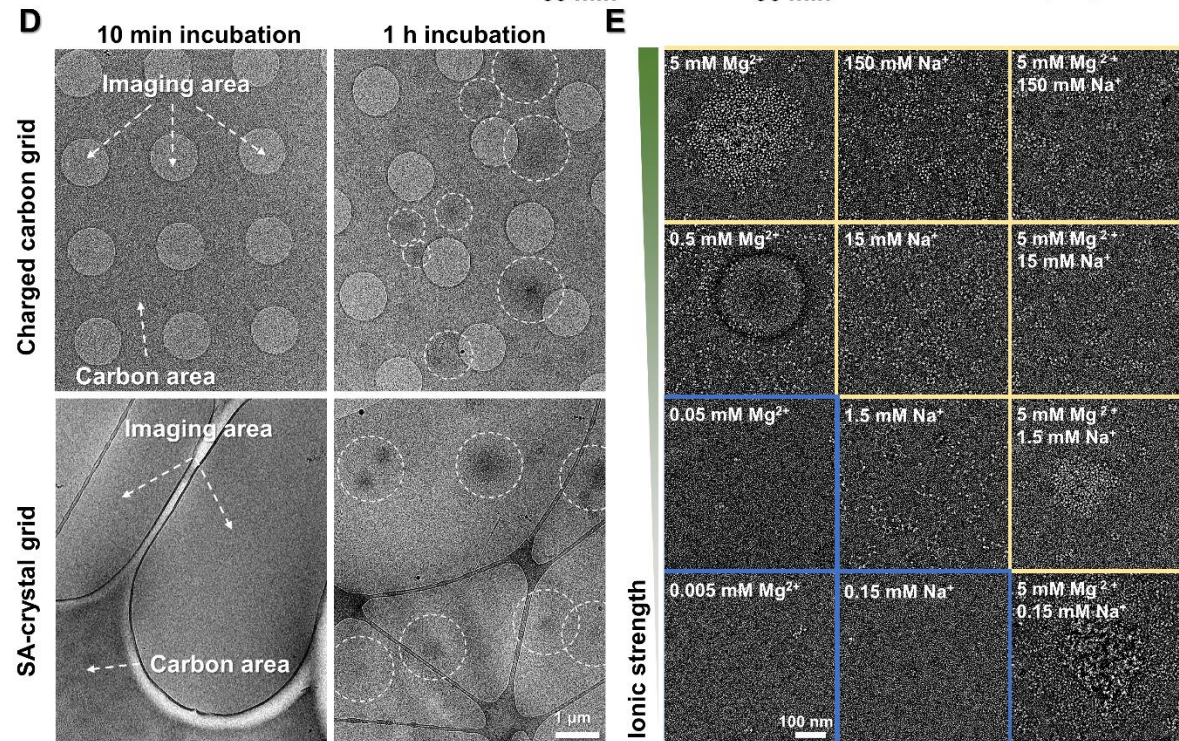 D
E
10 min incubation
1 h incubation
Charged carbon grid
Imaging area
Carbon area
SA-crystal grid
Imaging area
Carbon area
1 μm
Ionic strength
5 mM Mg²⁺
150 mM Na⁺
5 mM Mg²⁺
150 mM Na⁺
0.5 mM Mg²⁺
15 mM Na⁺
5 mM Mg²⁺
15 mM Na⁺
0.05 mM Mg²⁺
1.5 mM Na⁺
5 mM Mg²⁺
1.5 mM Na⁺
0.005 mM Mg²⁺
0.15 mM Na⁺
5 mM Mg²⁺
0.15 mM Na⁺
100 nm